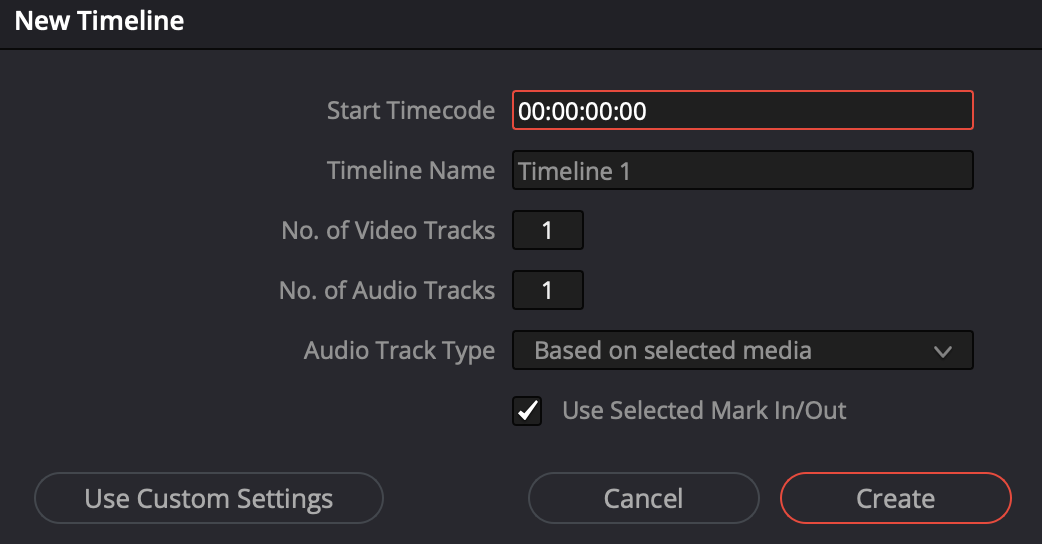 New Timeline
Start Timecode 00:00:00:00
Timeline Name Timeline 1
No. of Video Tracks 1
No. of Audio Tracks 1
Audio Track Type Based on selected media
Use Selected Mark In/Out
Use Custom Settings Cancel Create